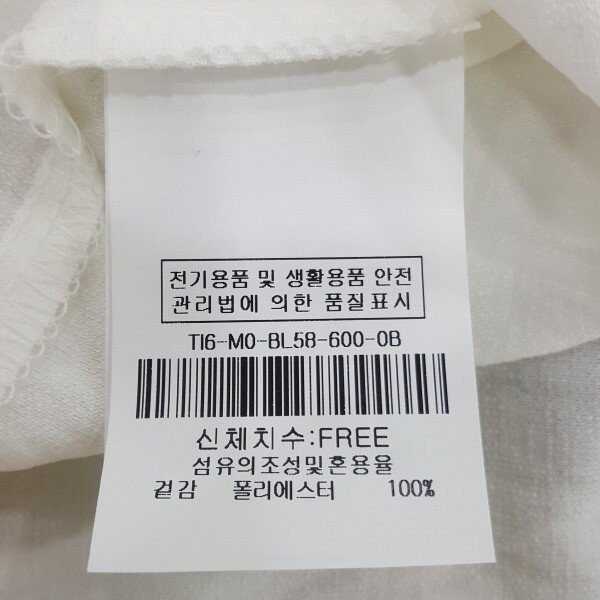 전기용품 및 생활용품 안전
관리법에 의한 품질표시
TI6-M0-BL58-600-0B
신체치수:FREE
섬유의조성및혼용율
겉감 폴리에스터 100%